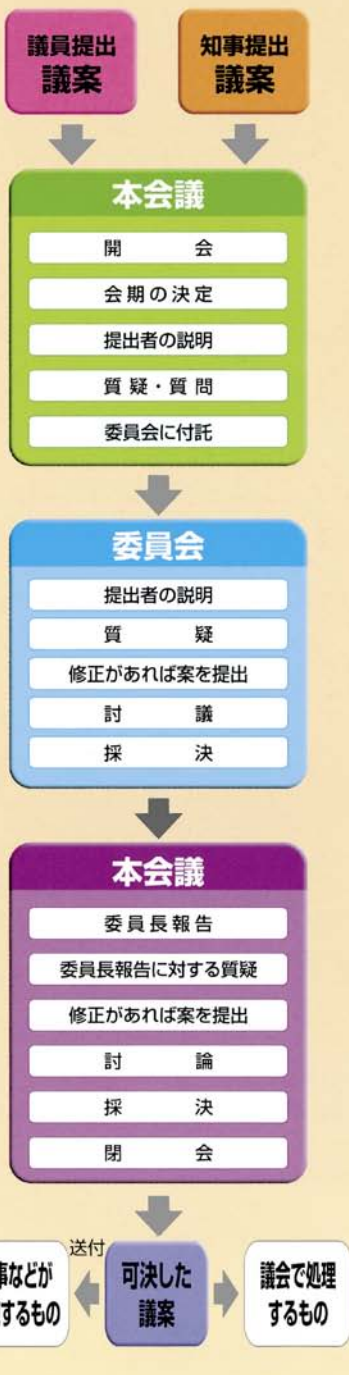 議員提出
議案
知事提出
議案
本会議
開会
会期の決定
提出者の説明
質疑・質問
委員会に付託
委員会
提出者の説明
質疑
修正があれば案を提出
討議
採決
本会議
委員長報告
委員長報告に対する質疑
修正があれば案を提出
討論
採決
閉会
送付
事などが
するもの
可決した
議案
議会で処理
するもの